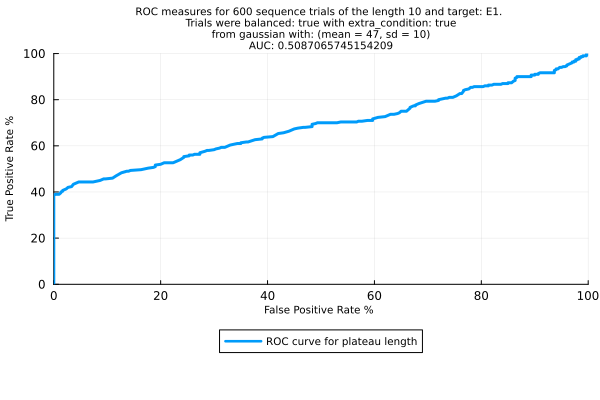 ROC measures for 600 sequence trials of the length 10 and target: E1.
Trials were balanced: true with extra_condition: true
from gaussian with: (mean = 47, sd = 10)
AUC: 0.5087065745154209
100
80
60
40
20
0
True Positive Rate %
0 20 40 60 80 100
False Positive Rate %
ROC curve for plateau length